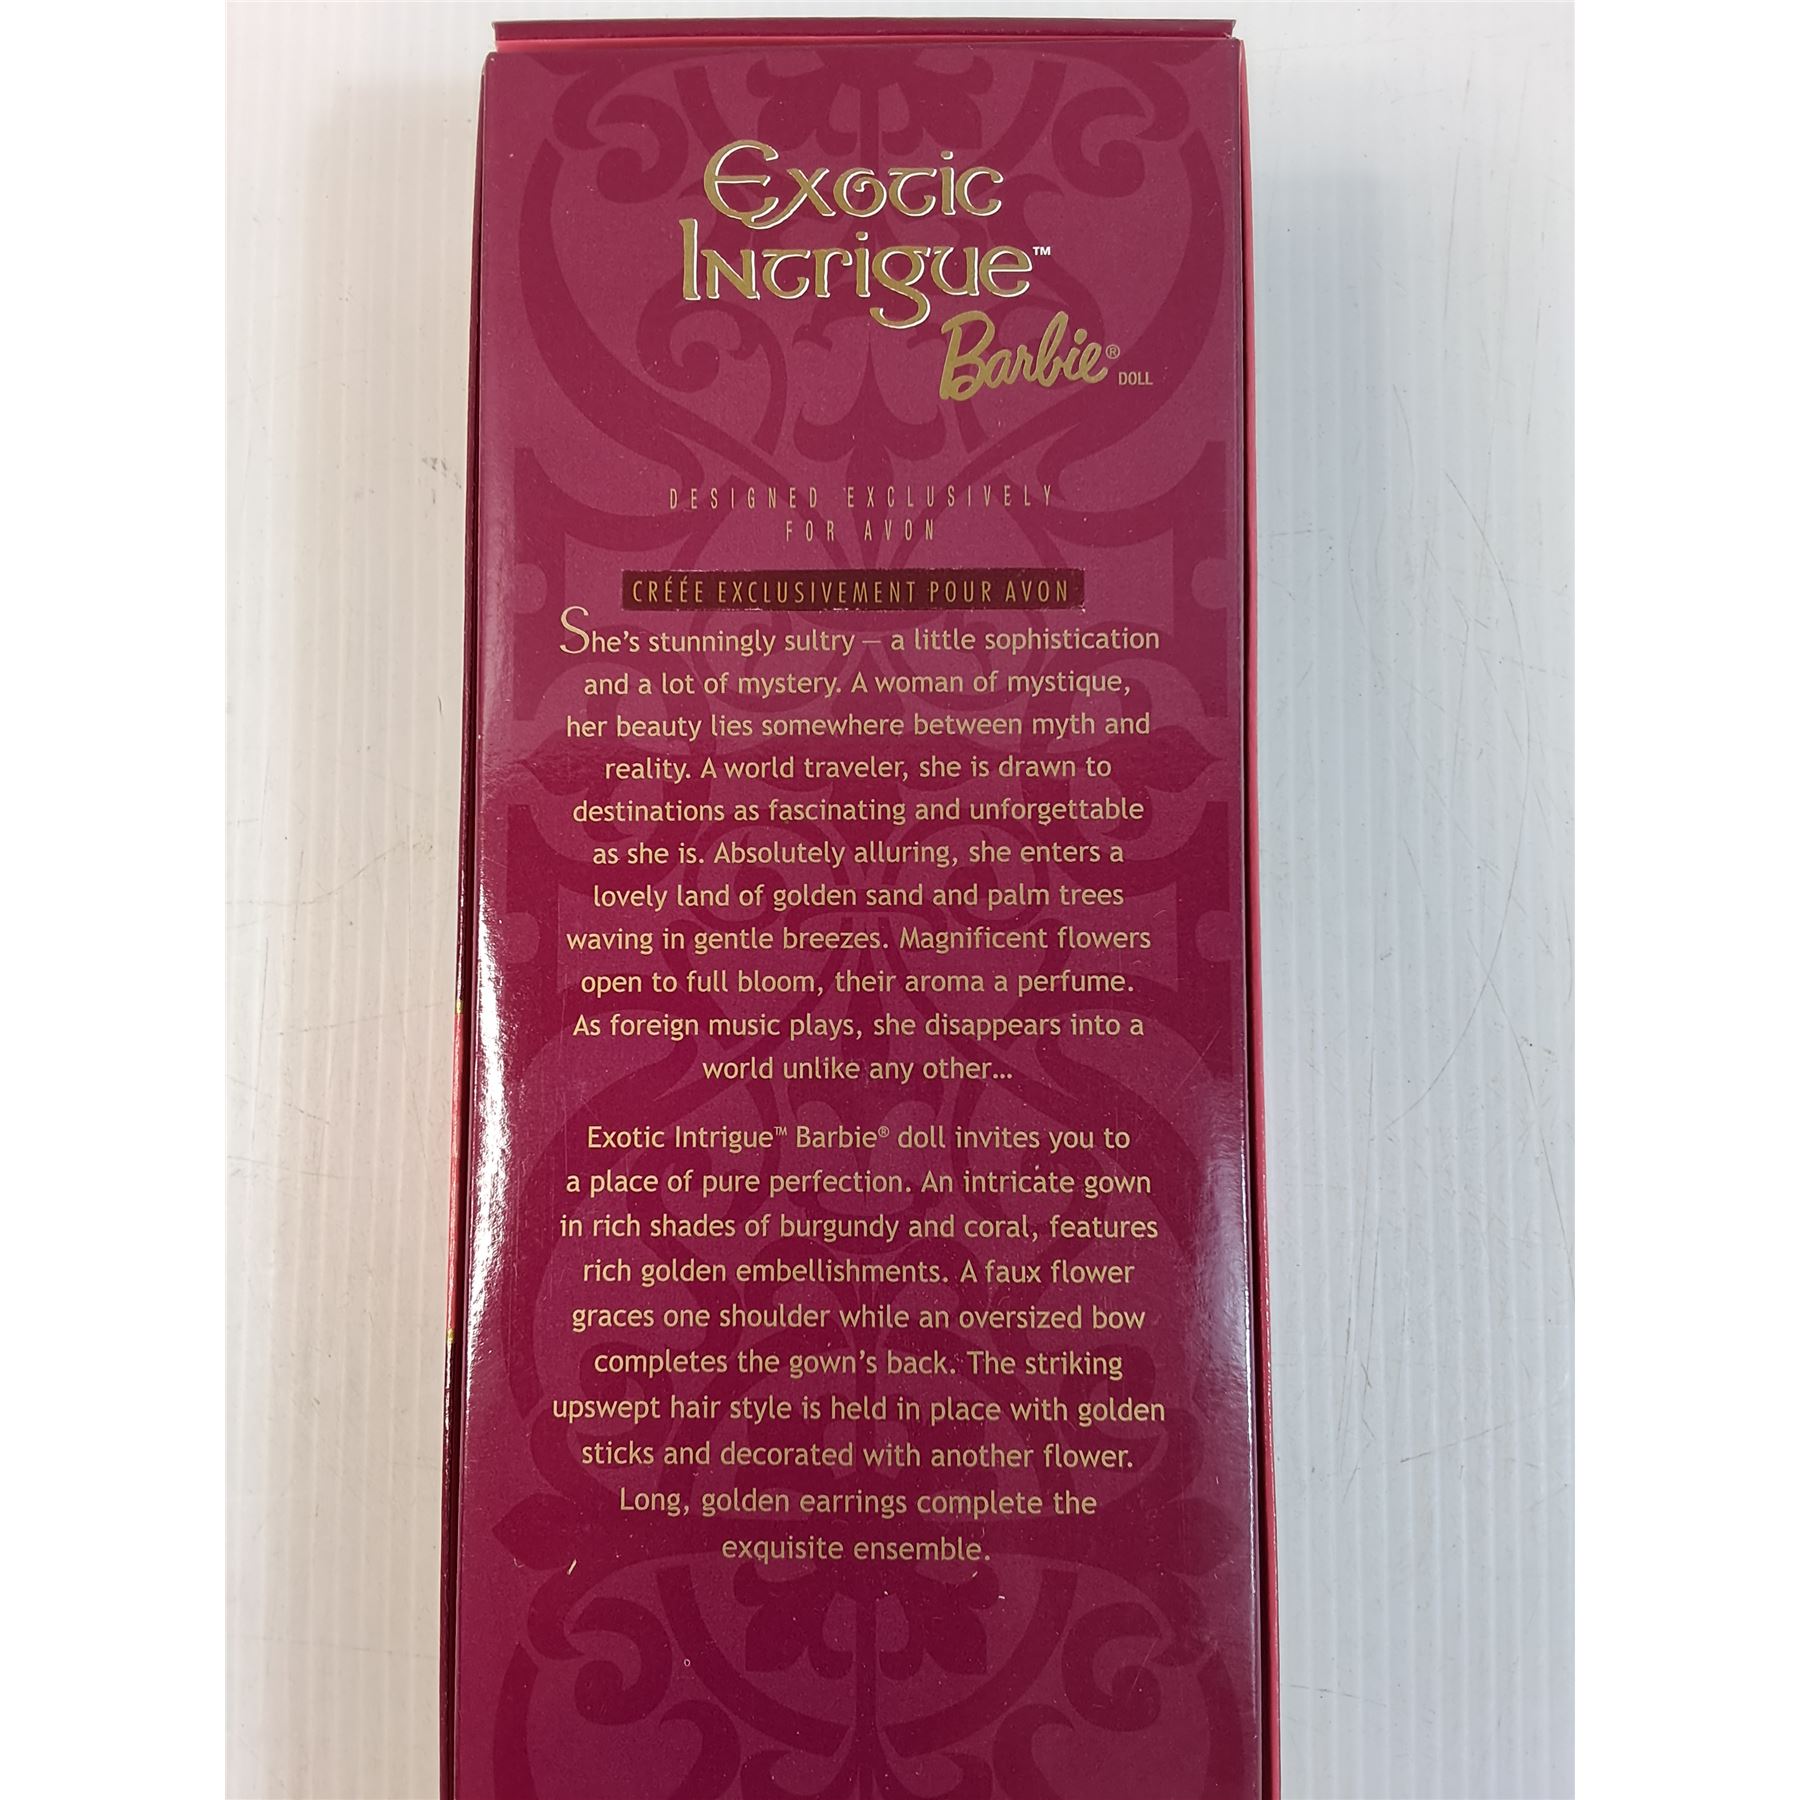 Exotic
Intrigue™
Barbie® DOLL
DESIGNED EXCLUSIVELY
FOR AVON
CRÉÉE EXCLUSIVEMENT POUR AVON
She's stunningly sultry – a little sophistication
and a lot of mystery. A woman of mystique,
her beauty lies somewhere between myth and
reality. A world traveler, she is drawn to
destinations as fascinating and unforgettable
as she is. Absolutely alluring, she enters a
lovely land of golden sand and palm trees
waving in gentle breezes. Magnificent flowers
open to full bloom, their aroma a perfume.
As foreign music plays, she disappears into a
world unlike any other...
Exotic Intrigue™ Barbie® doll invites you to
a place of pure perfection. An intricate gown
in rich shades of burgundy and coral, features
rich golden embellishments. A faux flower
graces one shoulder while an oversized bow
completes the gown's back. The striking
upswept hair style is held in place with golden
sticks and decorated with another flower.
Long, golden earrings complete the
exquisite ensemble.